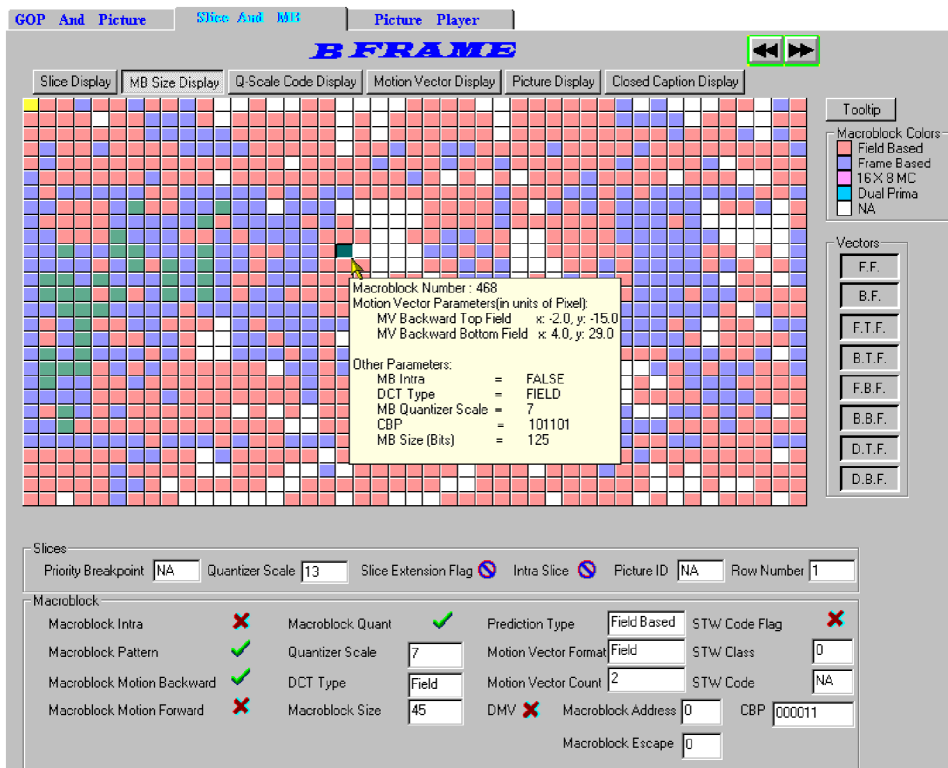 GOP And Picture Slice And MB Picture Player
B FRAME
Slice Display MB Size Display Q-Scale Code Display Motion Vector Display Picture Display Closed Caption Display
Tooltip
Macroblock Colors
Field Based
Frame Based
16 X 8 MC
Dual Prima
NA
Vectors
F.F.
B.F.
F.T.F.
B.T.F.
F.B.F.
B.B.F.
D.T.F.
D.B.F.
Macroblock Number : 468
Motion Vector Parameters(in units of Pixel):
MV Backward Top Field x: -2.0, y: -15.0
MV Backward Bottom Field x: 4.0, y: 29.0
Other Parameters:
MB Intra = FALSE
DCT Type = FIELD
MB Quantizer Scale = 7
CBP = 101101
MB Size (Bits) = 125
Slices
Priority Breakpoint NA Quantizer Scale 13 Slice Extension Flag Intra Slice Picture ID NA Row Number 1
Macroblock
Macroblock Intra Macroblock Quant Prediction Type Field Based STW Code Flag
Macroblock Pattern Quantizer Scale 7 Motion Vector Format Field STW Class 0
Macroblock Motion Backward DCT Type Field Motion Vector Count 2 STW Code NA
Macroblock Motion Forward Macroblock Size 45 DMV Macroblock Address 0 CBP 000011
Macroblock Escape 0